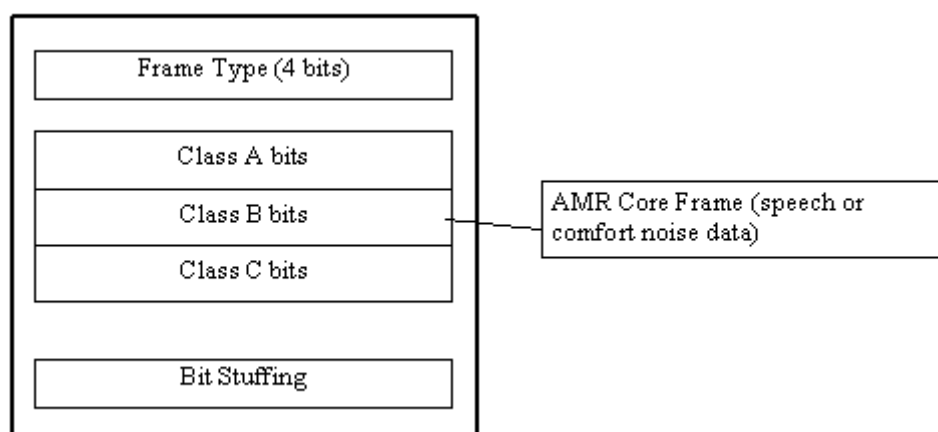 Frame Type (4 bits)
Class A bits
Class B bits
Class C bits
AMR Core Frame (speech or
comfort noise data)
Bit Stuffing